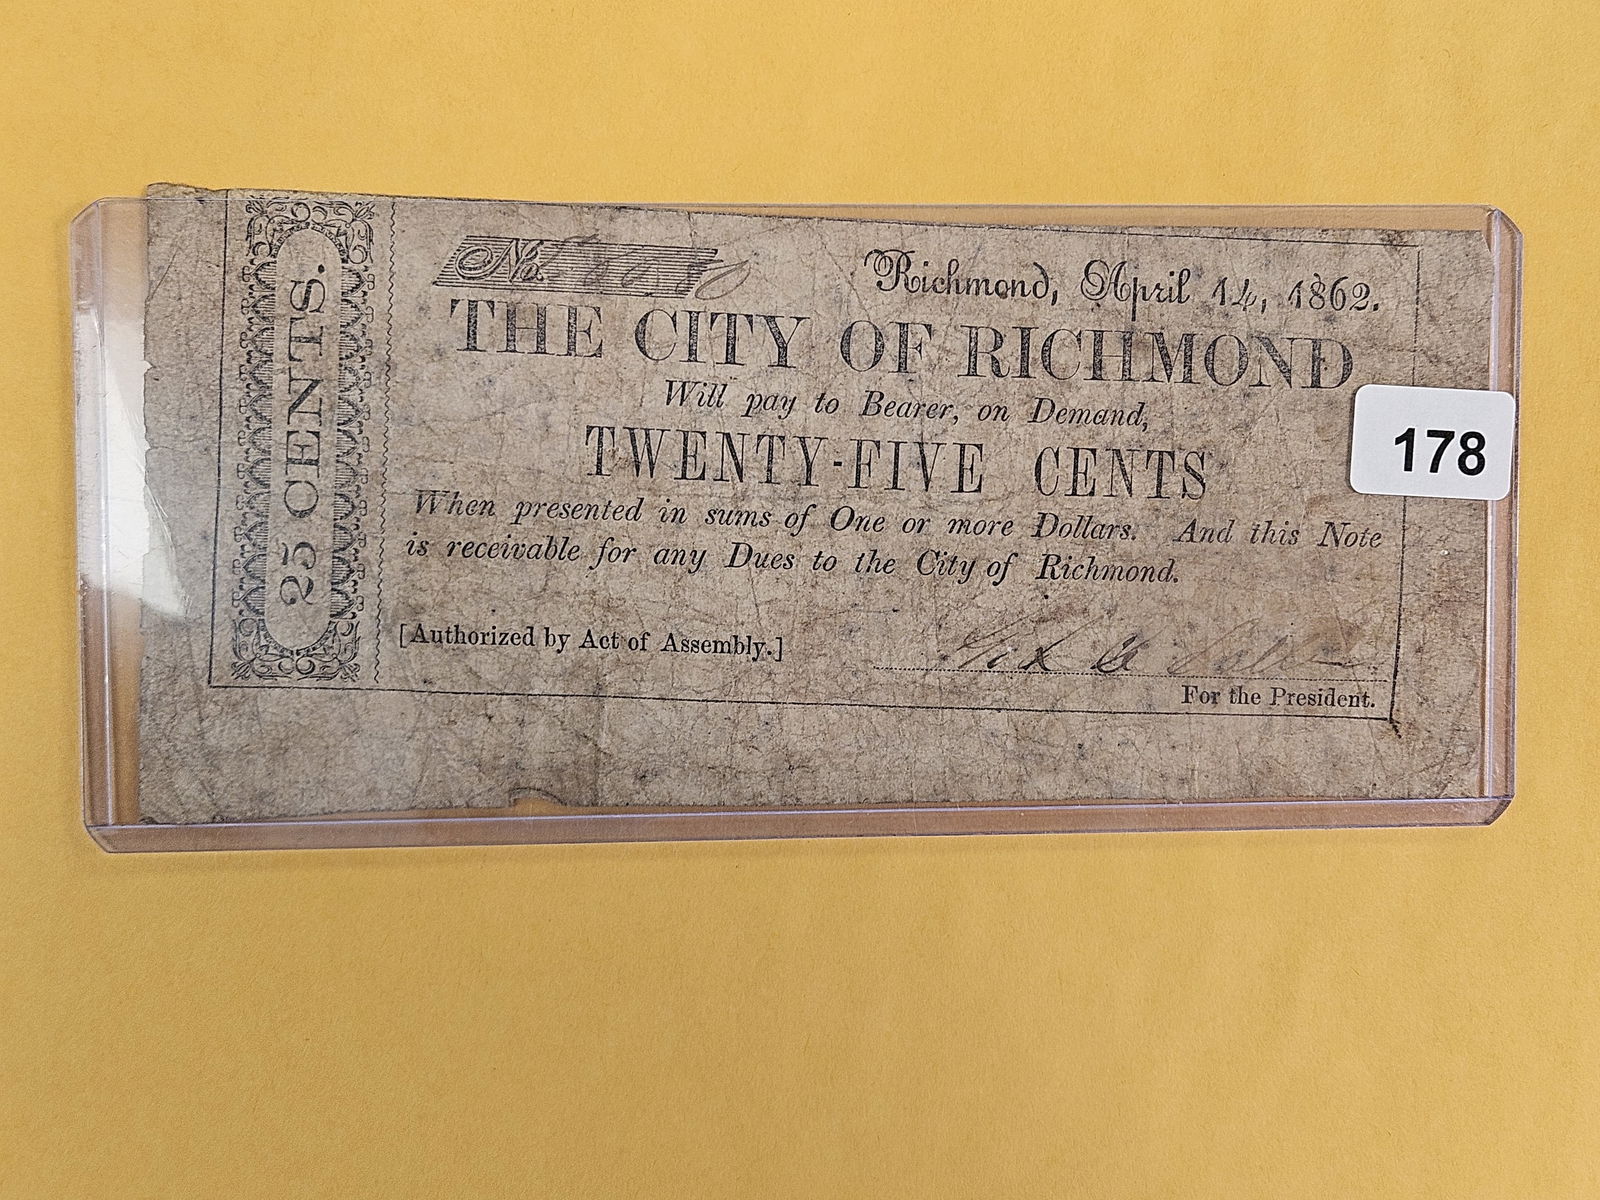 25 CENTS.
No.
Richmond, April 14, 1862.
THE CITY OF RICHMOND
Will pay to Bearer, on Demand,
TWENTY-FIVE CENTS
When presented in sums of One or more Dollars. And this Note
is receivable for any Dues to the City of Richmond.
[Authorized by Act of Assembly.]
For the President.
178